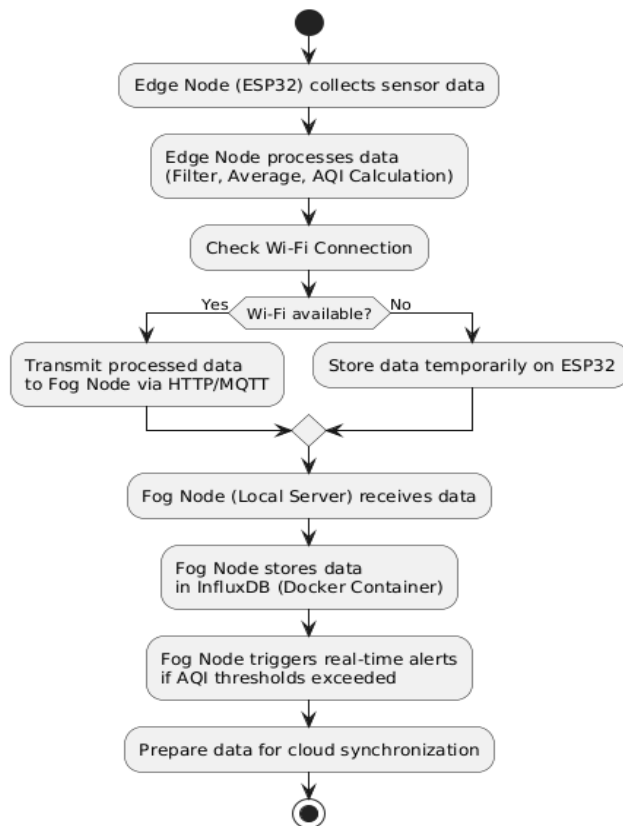 Edge Node (ESP32) collects sensor data
Edge Node processes data
(Filter, Average, AQI Calculation)
Check Wi-Fi Connection
Yes
Wi-Fi available?
No
Transmit processed data
to Fog Node via HTTP/MQTT
Store data temporarily on ESP32
Fog Node (Local Server) receives data
Fog Node stores data
in InfluxDB (Docker Container)
Fog Node triggers real-time alerts
if AQI thresholds exceeded
Prepare data for cloud synchronization